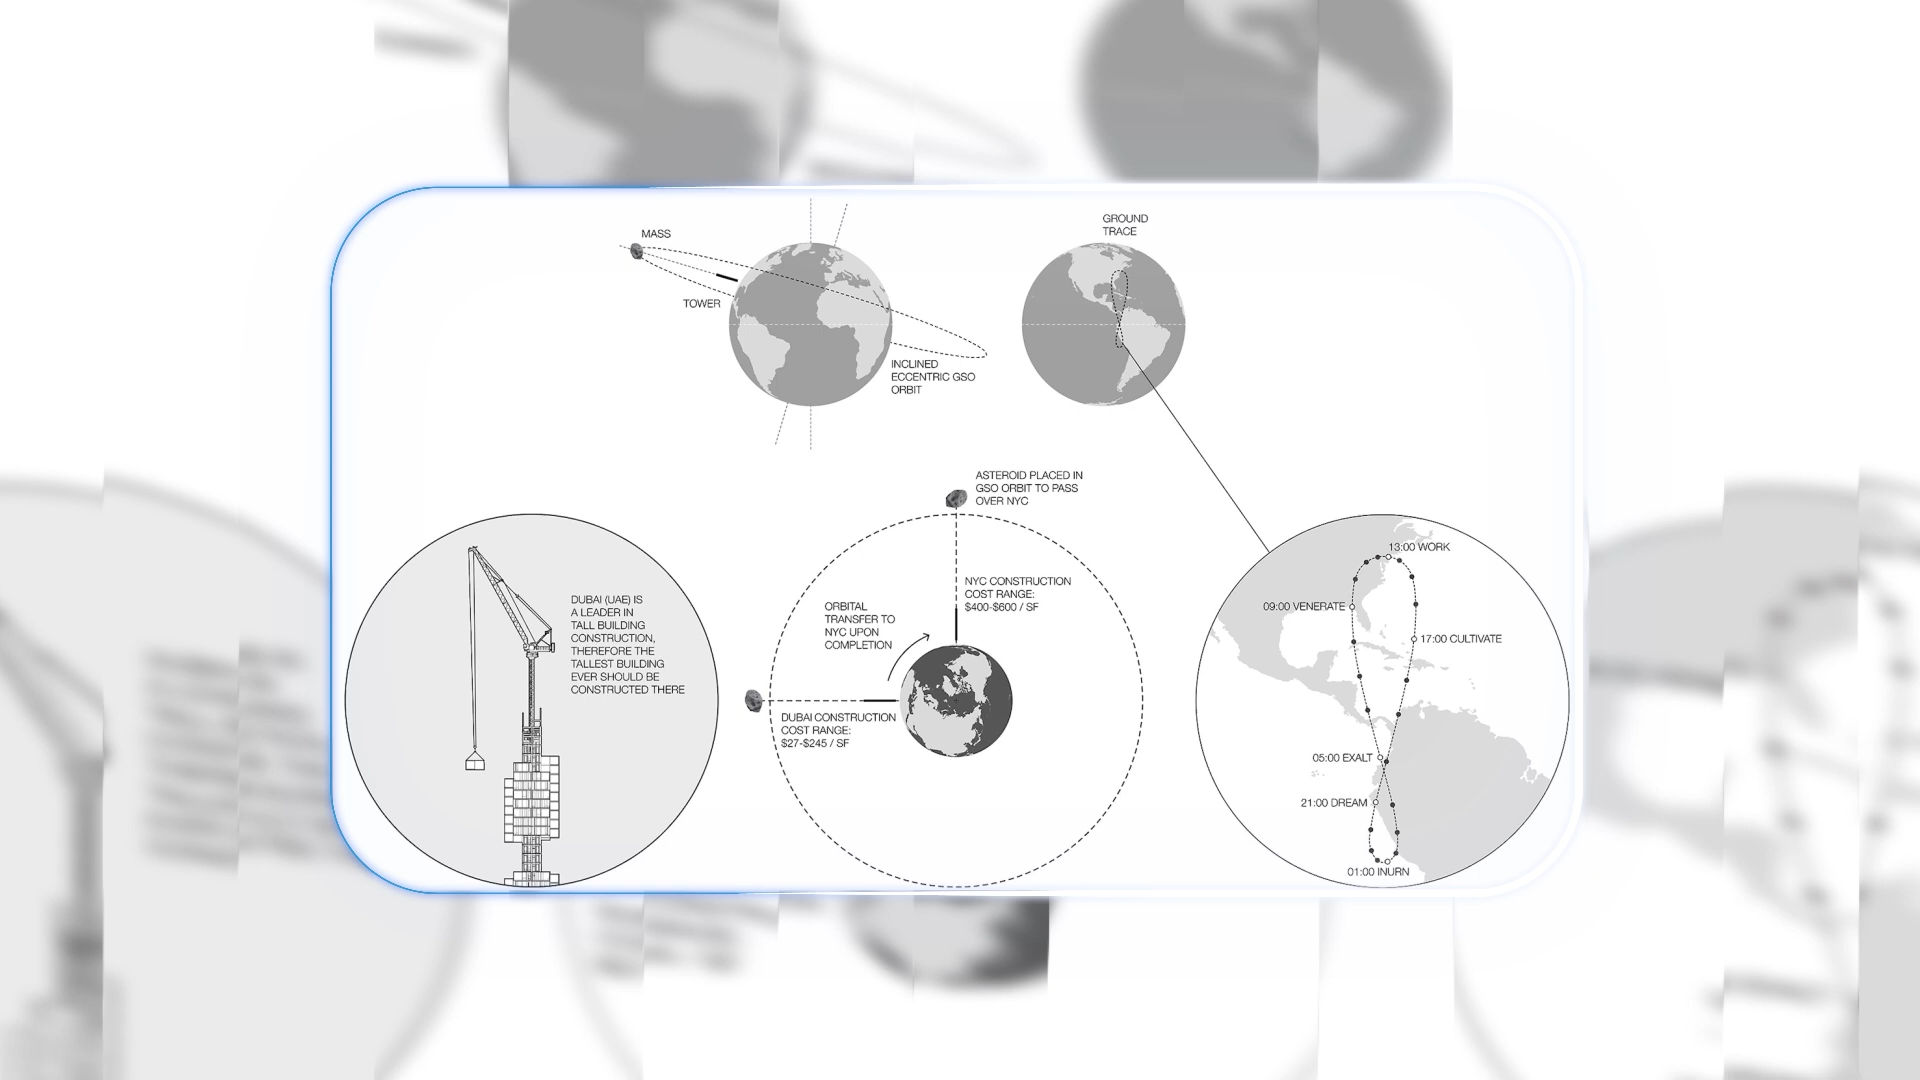 MASS
TOWER
INCLINED
ECCENTRIC GSO
ORBIT
GROUND
TRACE
DUBAI (UAE) IS
A LEADER IN
TALL BUILDING
CONSTRUCTION,
THEREFORE THE
TALLEST BUILDING
EVER SHOULD BE
CONSTRUCTED THERE
ASTEROID PLACED IN
GSO ORBIT TO PASS
OVER NYC
NYC CONSTRUCTION
COST RANGE:
$400-$600 / SF
ORBITAL
TRANSFER TO
NYC UPON
COMPLETION
DUBAI CONSTRUCTION
COST RANGE:
$27-$245 / SF
13:00 WORK
09:00 VENERATE
17:00 CULTIVATE
05:00 EXALT
21:00 DREAM
01:00 INURN